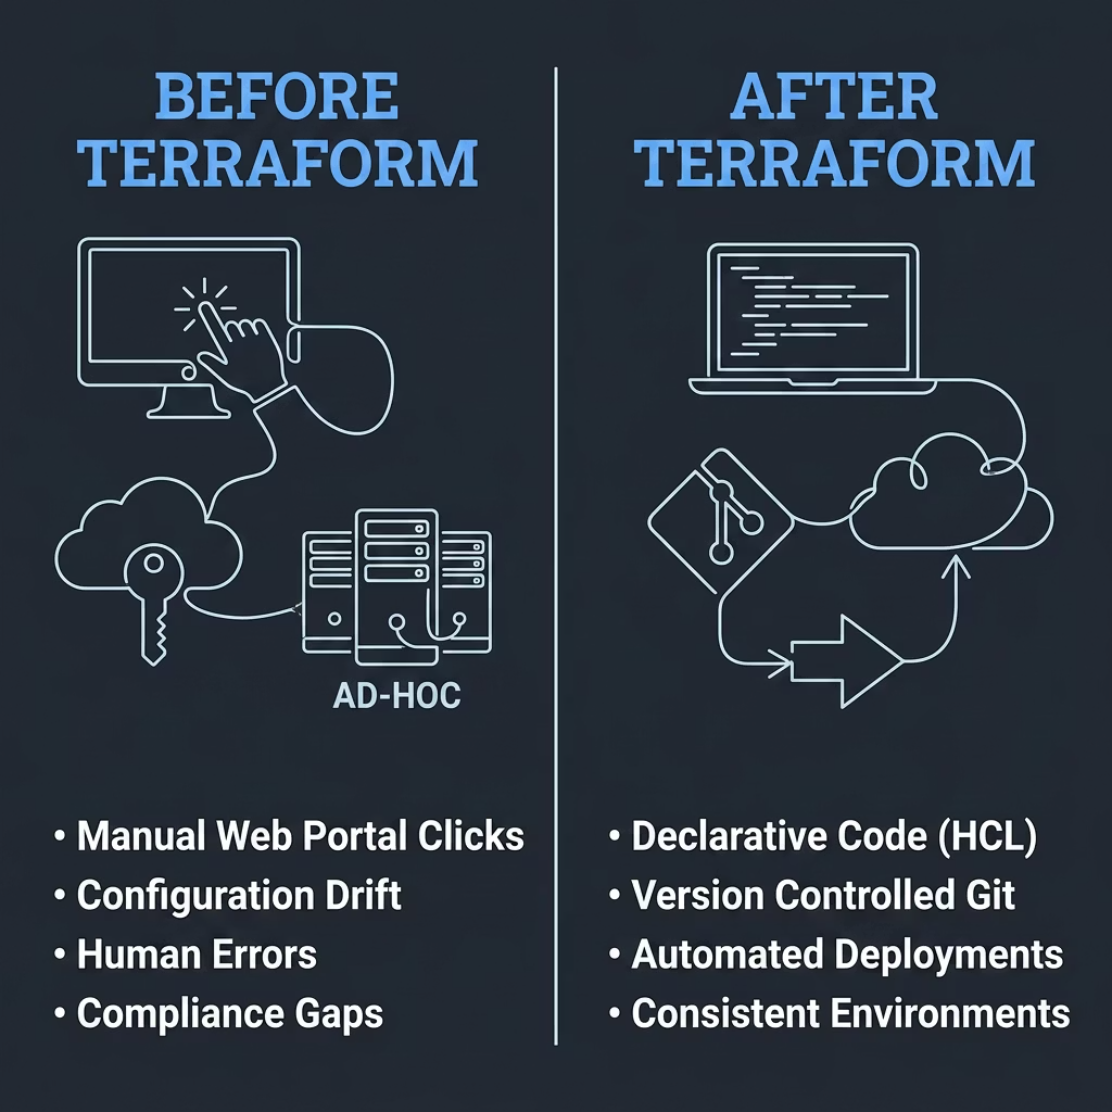 BEFORE
TERRAFORM
AD-HOC
• Manual Web Portal Clicks
• Configuration Drift
• Human Errors
• Compliance Gaps
AFTER
TERRAFORM
• Declarative Code (HCL)
• Version Controlled Git
• Automated Deployments
• Consistent Environments